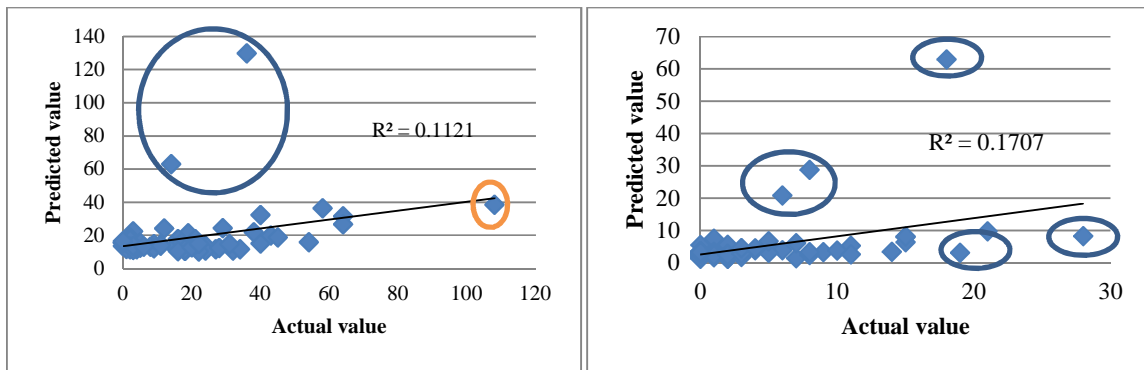 140
120
100
80
60
40
20
0
Predicted value
R² = 0.1121
0 20 40 60 80 100 120
Actual value
70
60
50
40
30
20
10
0
Predicted value
R² = 0.1707
0 10 20 30
Actual value